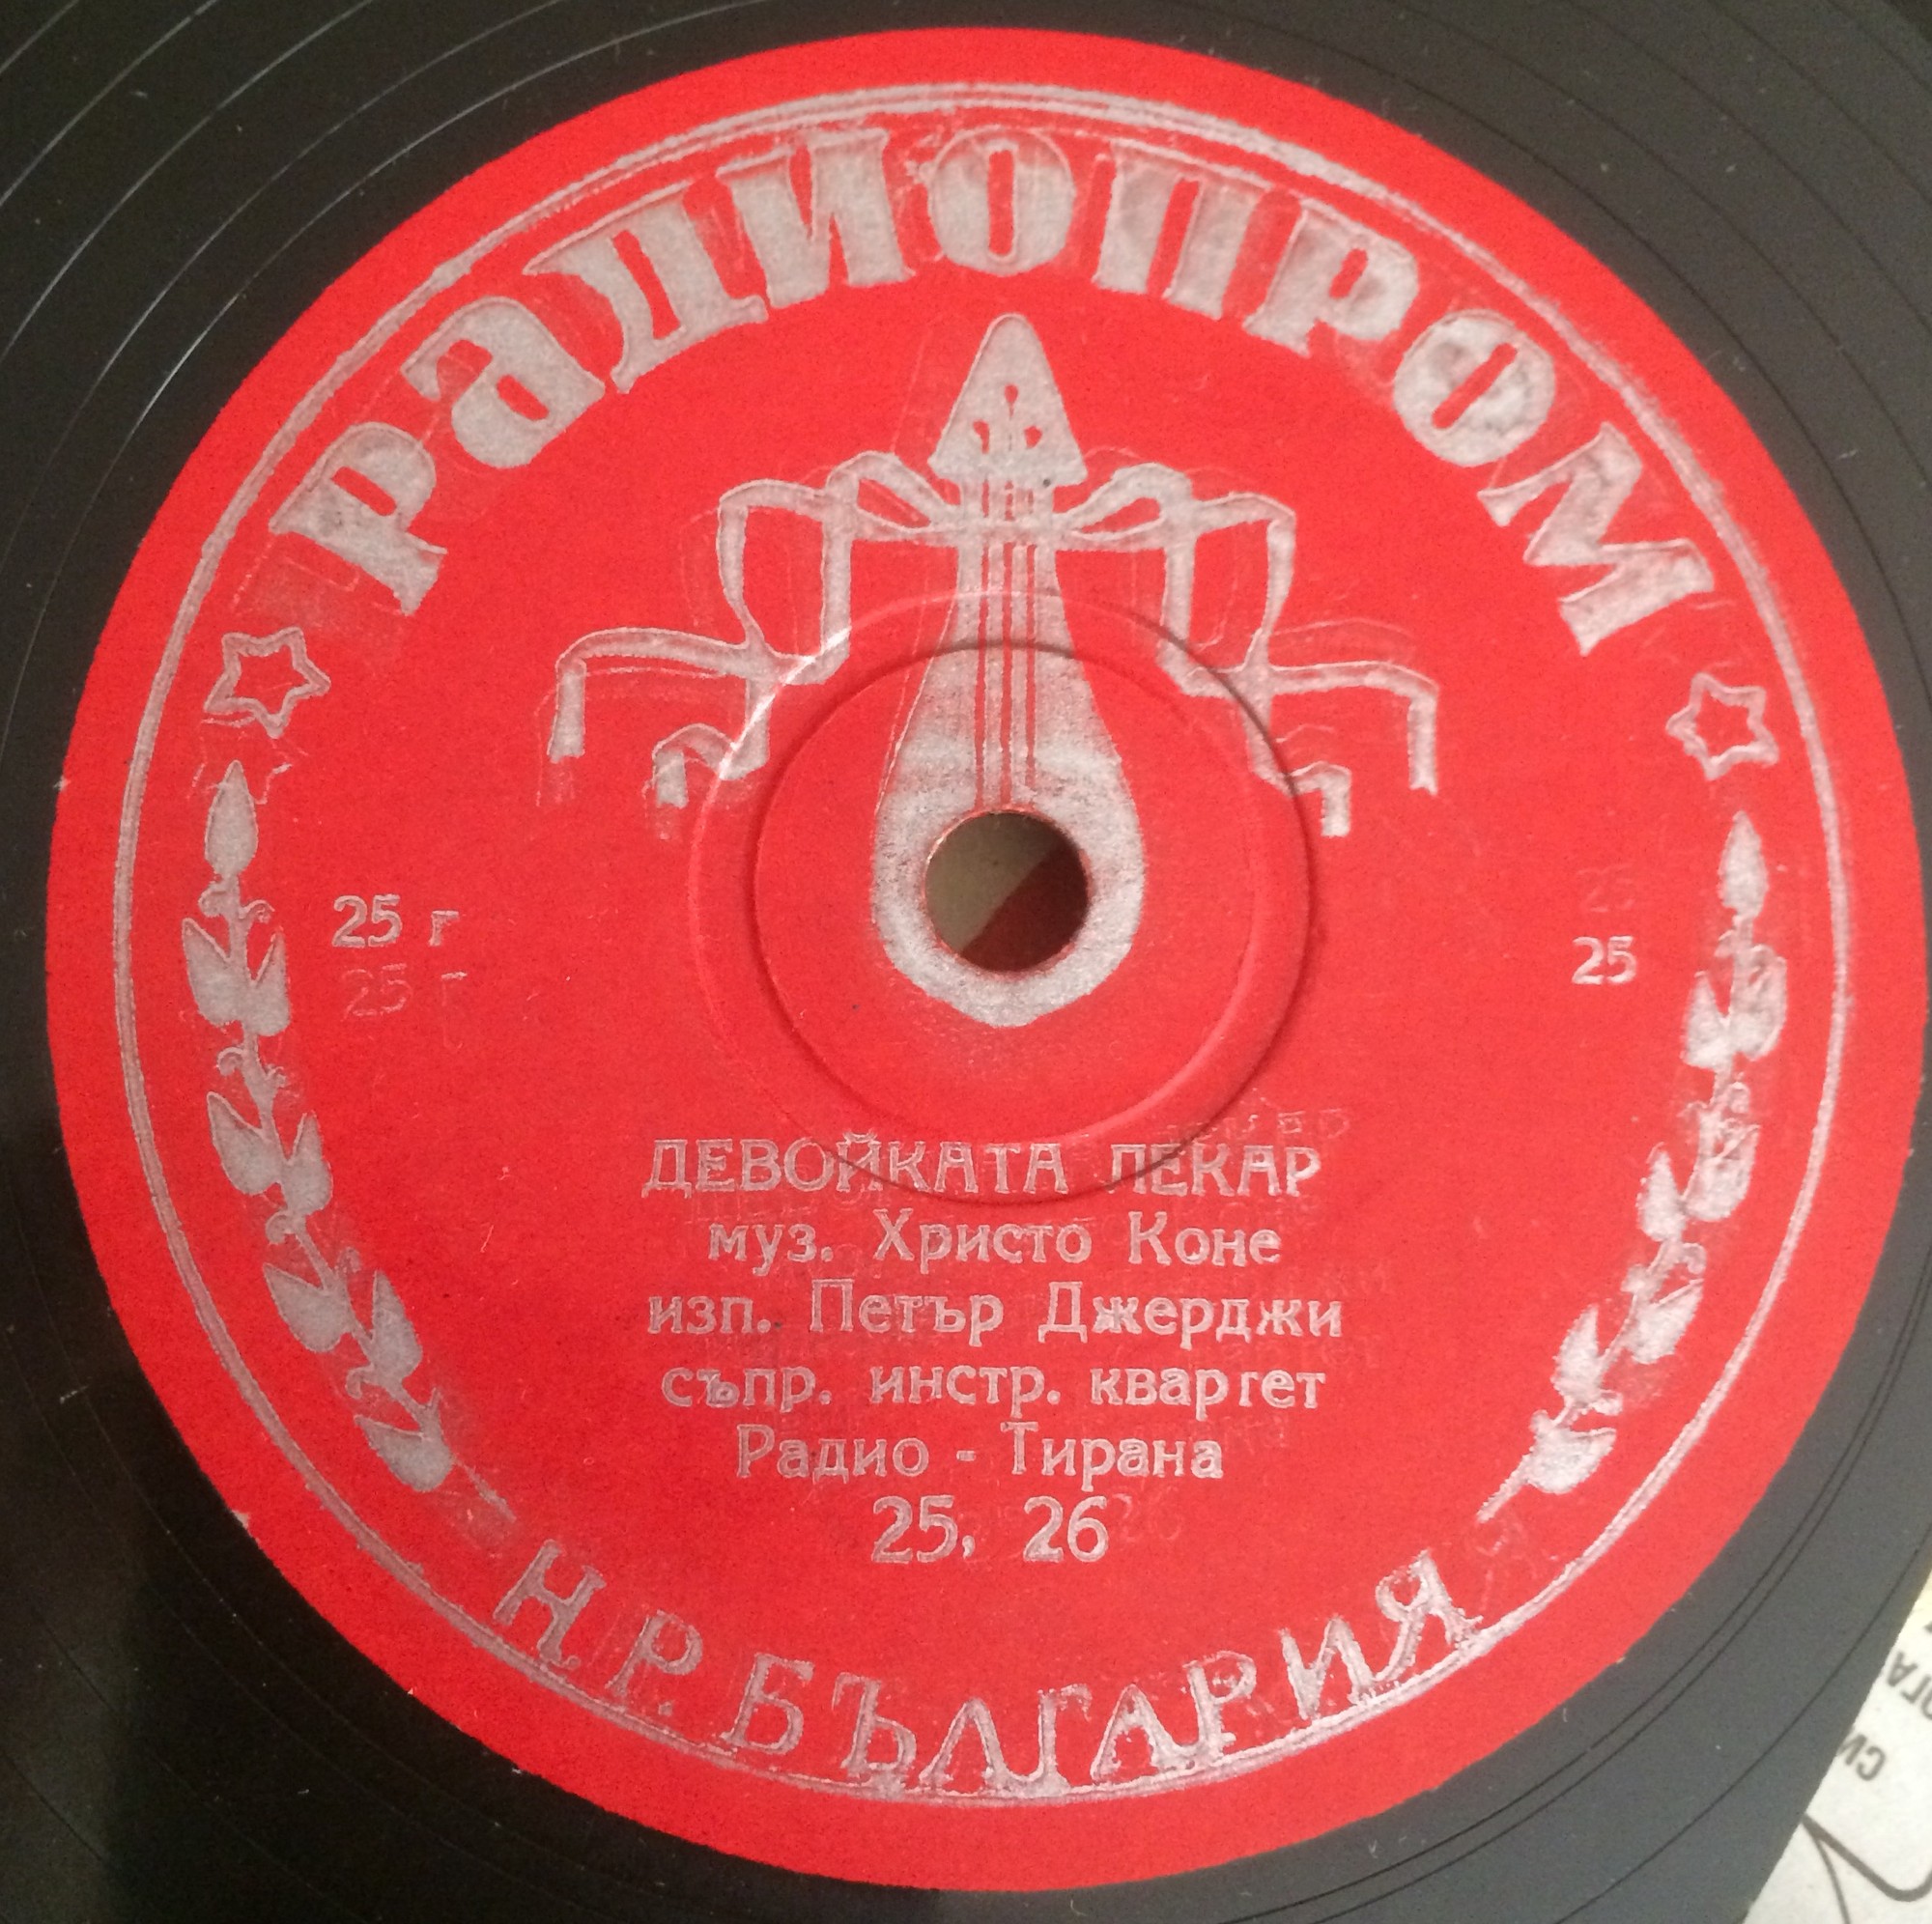 РАДИОПРОМ
25 г
25
ДЕВОЙКАТА ЛЕКАР
муз. Христо Коне
изп. Петър Джерджи
съпр. инстр. квартет
Радио - Тирана
25, 26
Н.Р. БЪЛГАРИЯ